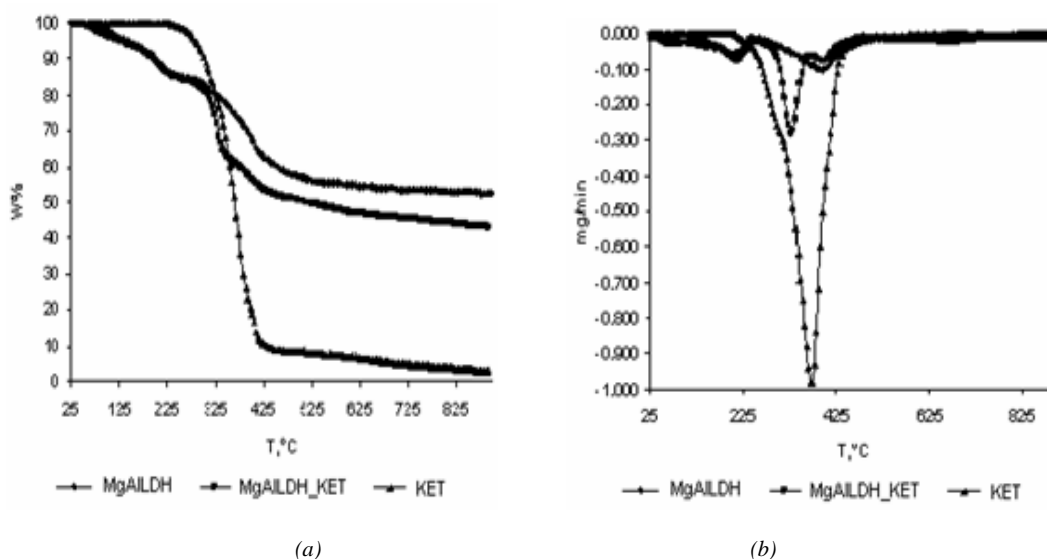 100
90
80
70
60
50
40
30
20
10
0
W%
25 125 225 325 425 525 625 725 825
T,°C
MgAlLDH MgAlLDH_KET KET
(a)
0.000
-0.100
-0.200
-0.300
-0.400
-0.500
-0.600
-0.700
-0.800
-0.900
-1.000
mg/min
25 225 425 625 825
T,°C
MgAlLDH MgAlLDH_KET KET
(b)